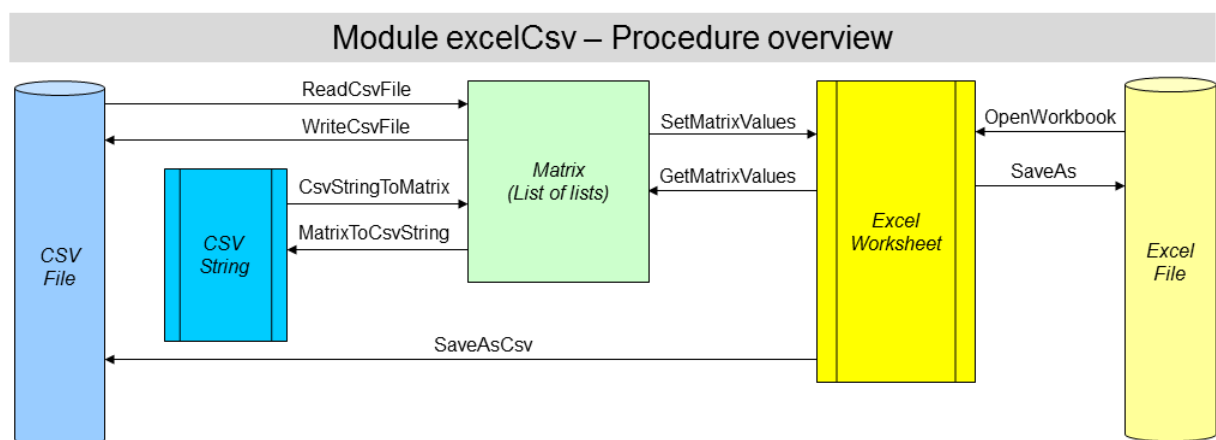 Module excelCsv – Procedure overview
ReadCsvFile
WriteCsvFile
SetMatrixValues
OpenWorkbook
Matrix
(List of lists)
CsvStringToMatrix
GetMatrixValues
SaveAs
MatrixToCsvString
CSV
String
Excel
Worksheet
CSV
File
Excel
File
SaveAsCsv